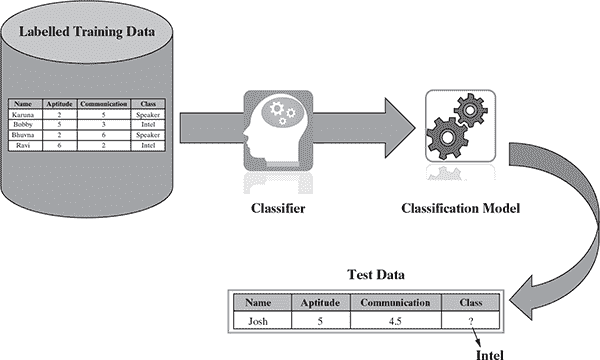 Labelled Training Data
Name Aptitude Communication Class
Karuna 2 5 Speaker
Bobby 5 3 Intel
Bhuvna 2 6 Speaker
Ravi 6 2 Intel
Classifier
Classification Model
Test Data
Name Aptitude Communication Class
Josh 5 4.5 ?
Intel